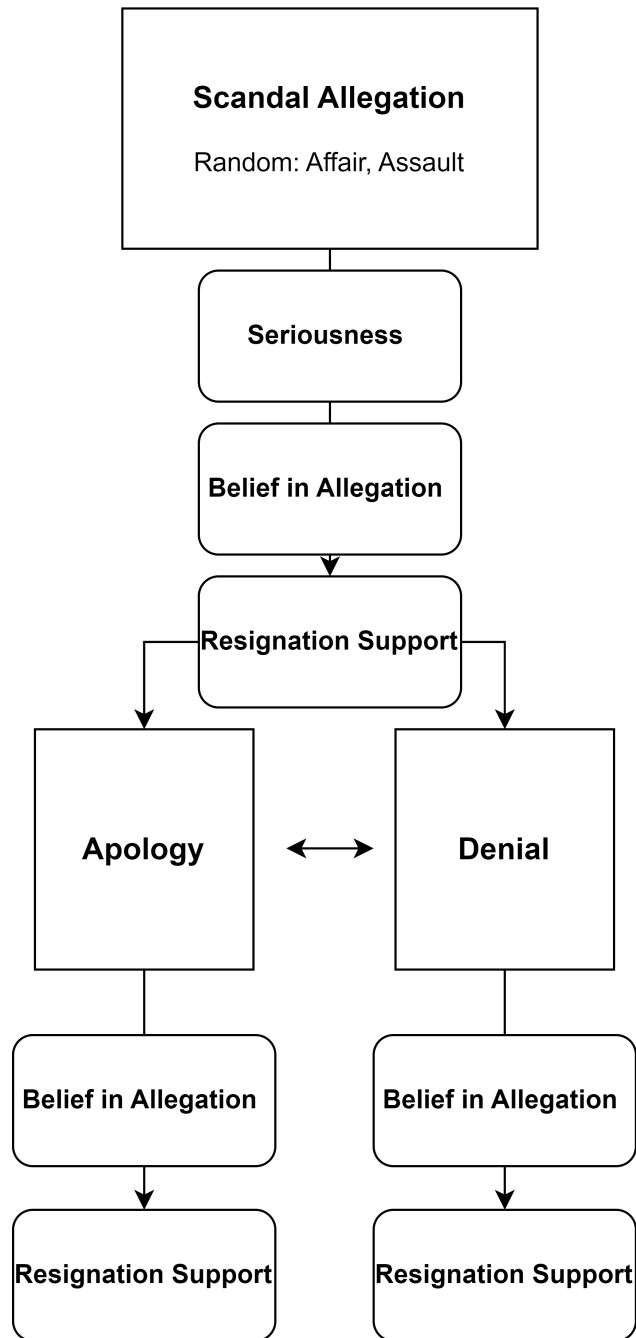 Scandal Allegation
Random: Affair, Assault
Seriousness
Belief in Allegation
Resignation Support
Apology
Denial
Belief in Allegation
Belief in Allegation
Resignation Support
Resignation Support